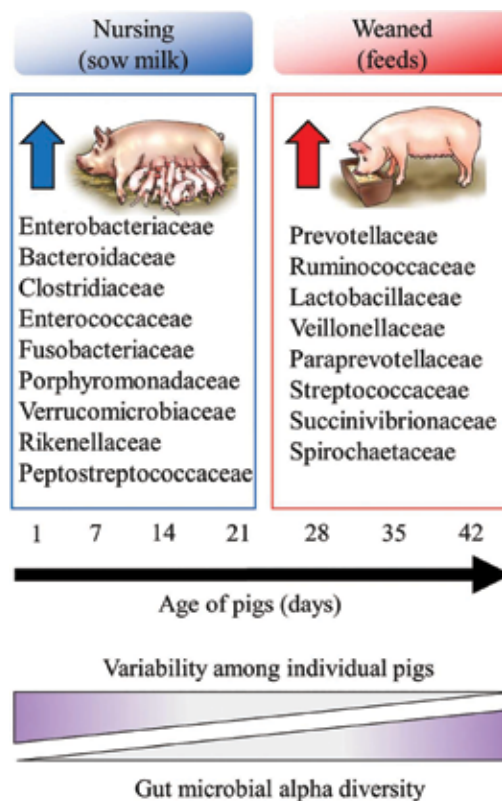 Nursing
(sow milk)
Weaned
(feeds)
Enterobacteriaceae
Bacteroidaceae
Clostridiaceae
Enterococcaceae
Fusobacteriaceae
Porphyromonadaceae
Verrucomicrobiaceae
Rikenellaceae
Peptostreptococcaceae
Prevotellaceae
Ruminococcaceae
Lactobacillaceae
Veillonellaceae
Paraprevotellaceae
Streptococcaceae
Succinivibrionaceae
Spirochaetaceae
1 7 14 21 28 35 42
Age of pigs (days)
Variability among individual pigs
Gut microbial alpha diversity